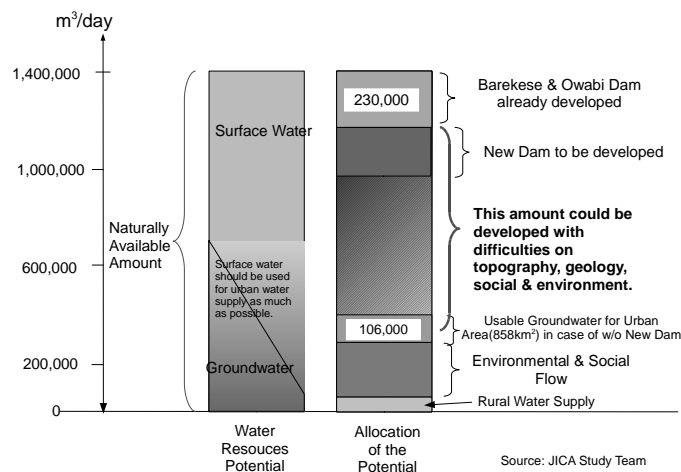 m³/day
1,400,000
1,000,000
600,000
200,000
0
Naturally
Available
Amount
Surface Water
Surface water
should be used
for urban water
supply as much
as possible.
Groundwater
Water
Resouces
Potential
230,000
106,000
Allocation
of the
Potential
Barekese & Owabi Dam
already developed
New Dam to be developed
This amount could be
developed with
difficulties on
topography, geology,
social & environment.
Usable Groundwater for Urban
Area(858km²) in case of w/o New Dam
Environmental & Social
Flow
Rural Water Supply
Source: JICA Study Team